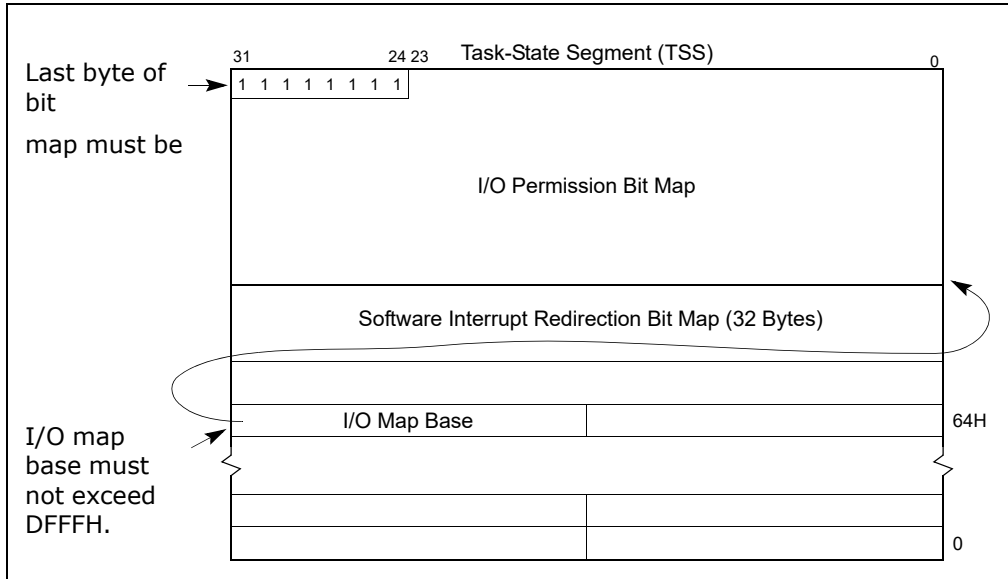 31 24 23 Task-State Segment (TSS) 0
Last byte of
bit
map must be
1 1 1 1 1 1 1 1
I/O Permission Bit Map
Software Interrupt Redirection Bit Map (32 Bytes)
I/O Map Base 64H
I/O map
base must
not exceed
DFFFH.
0